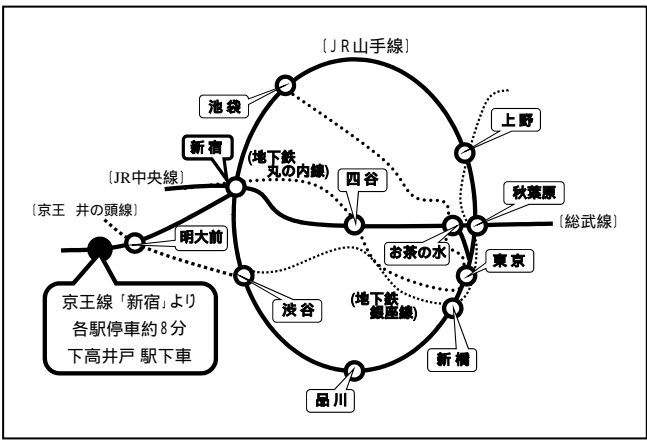 〔JR山手線〕
池袋
上野
新宿
(地下鉄
丸の内線)
四谷
秋葉原
〔JR中央線〕
〔京王 井の頭線〕
〔総武線〕
明大前
お茶の水
東京
京王線「新宿」より
各駅停車約8分
下高井戸 駅下車
渋谷
(地下鉄
銀座線)
新橋
品川